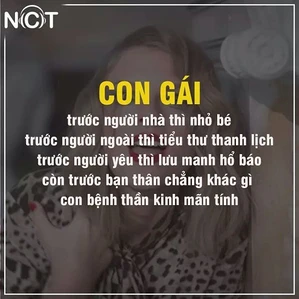 NCT
CON GÁI
trước người nhà thì nhỏ bé
trước người ngoài thì tiểu thư thanh lịch
trước người yêu thì lưu manh hổ báo
còn trước bạn thân chẳng khác gì
con bệnh thần kinh mãn tính